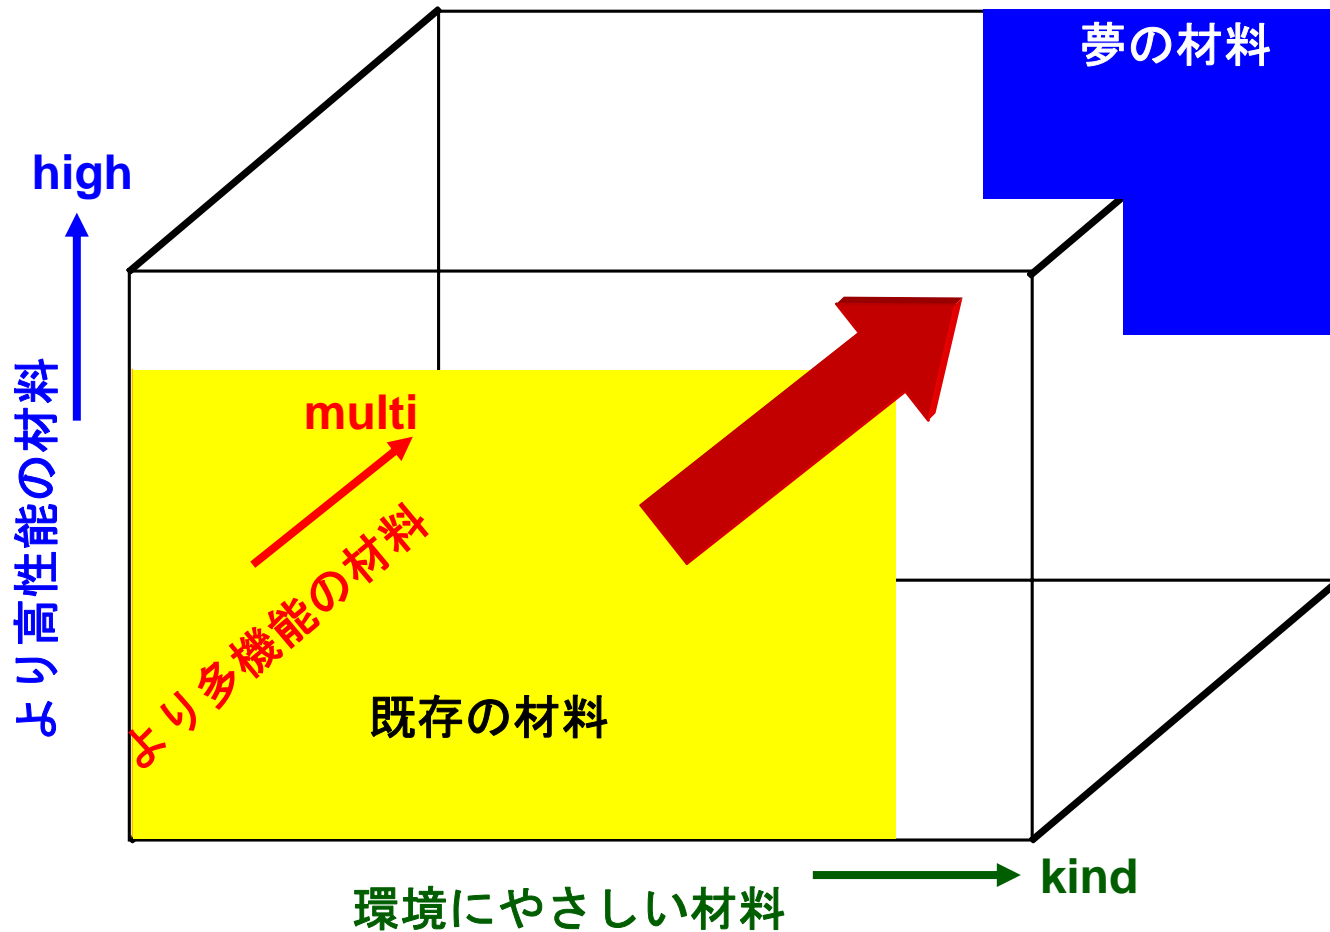 夢の材料
high
より高性能の材料
multi
より多機能の材料
既存の材料
環境にやさしい材料
kind